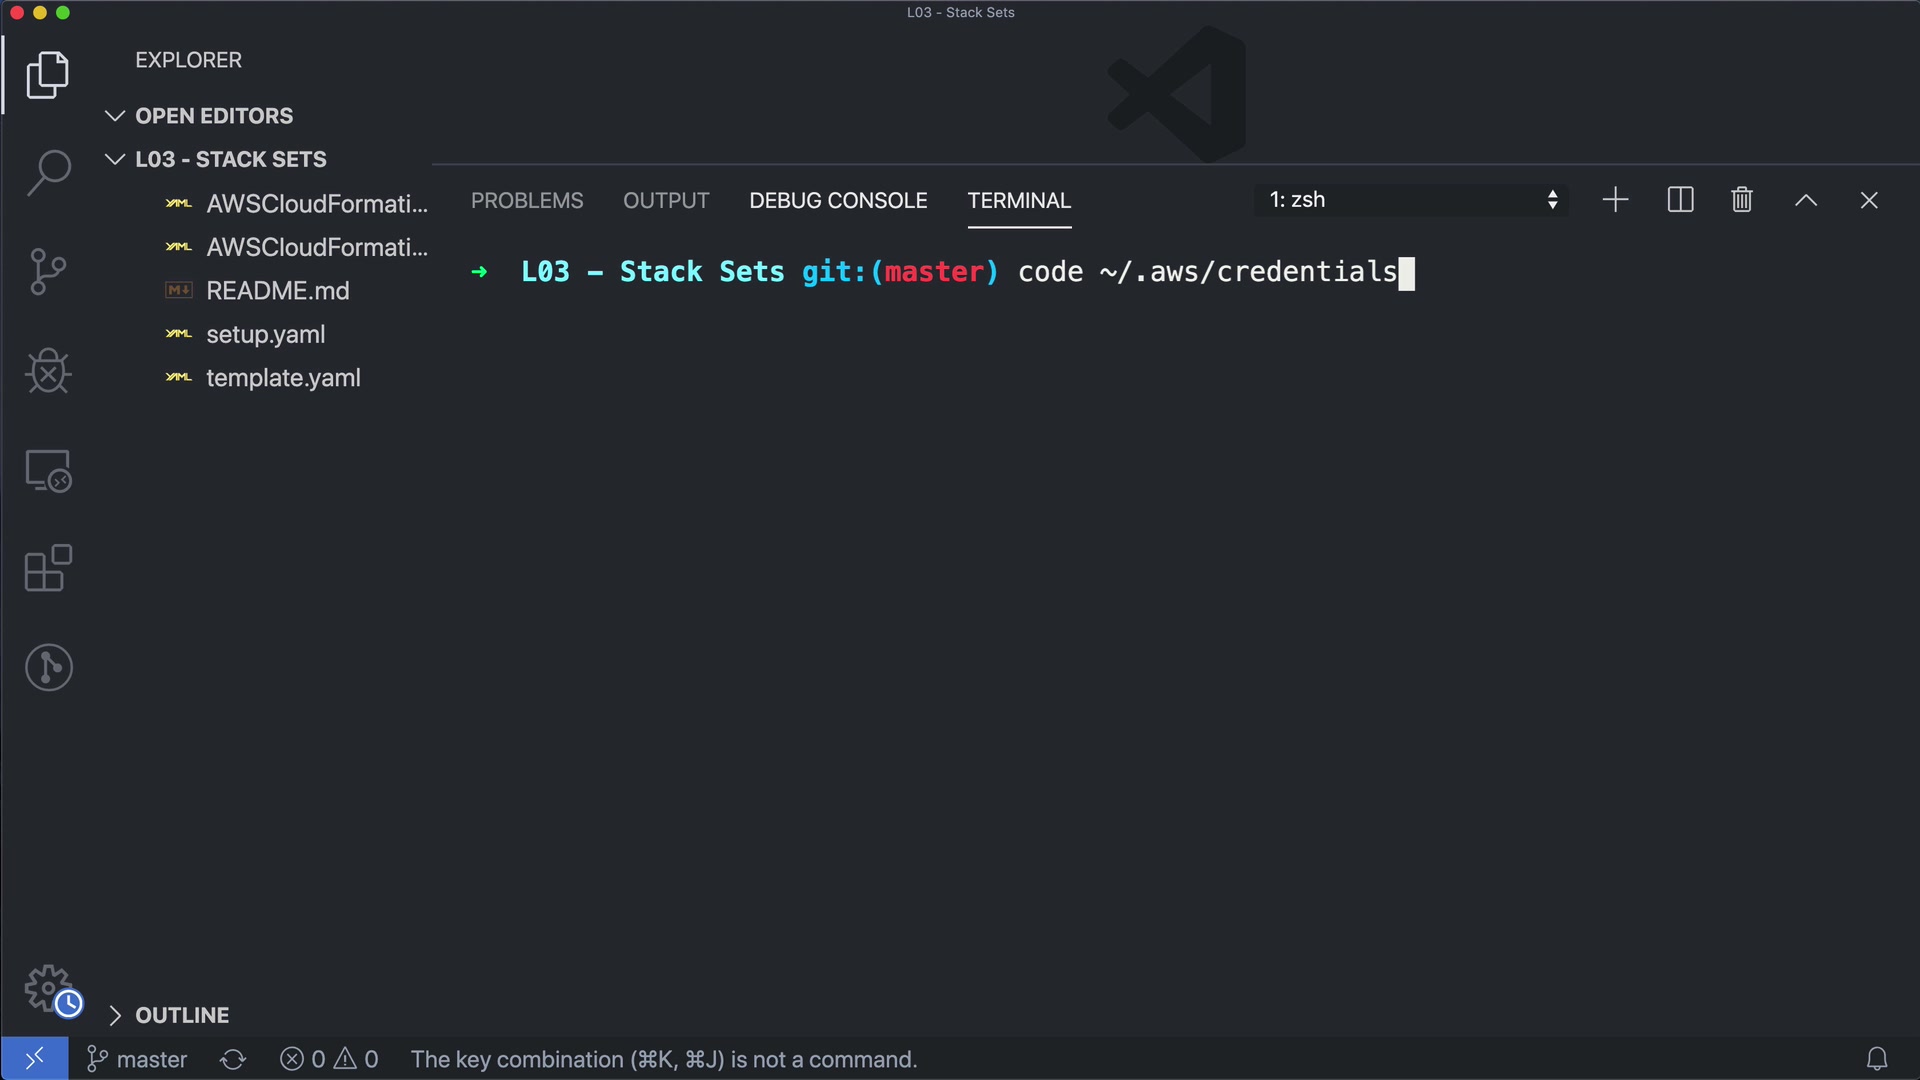 L03 - Stack Sets
EXPLORER
OPEN EDITORS
L03 - STACK SETS
AWSCloudFormati...
AWSCloudFormati...
README.md
setup.yaml
template.yaml
OUTLINE
PROBLEMS OUTPUT DEBUG CONSOLE TERMINAL 1: zsh
➜ L03 - Stack Sets git:(master) code ~/.aws/credentials
master 0 0 The key combination (⌘K, ⌘J) is not a command.